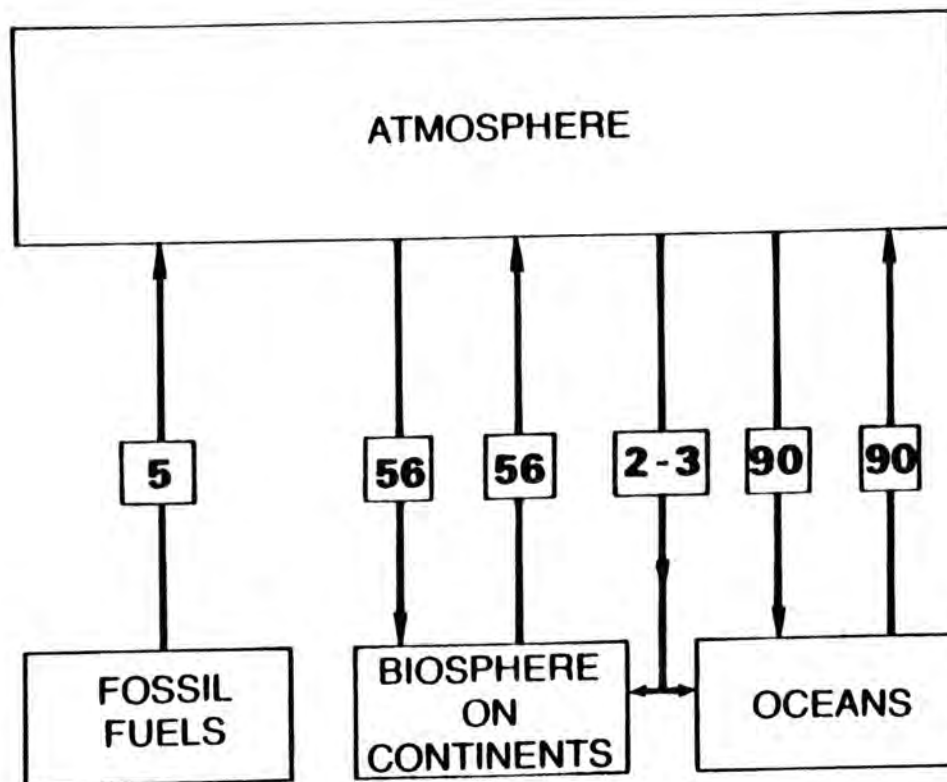 ATMOSPHERE
5
56
56
2-3
90
90
FOSSIL
FUELS
BIOSPHERE
ON
CONTINENTS
OCEANS